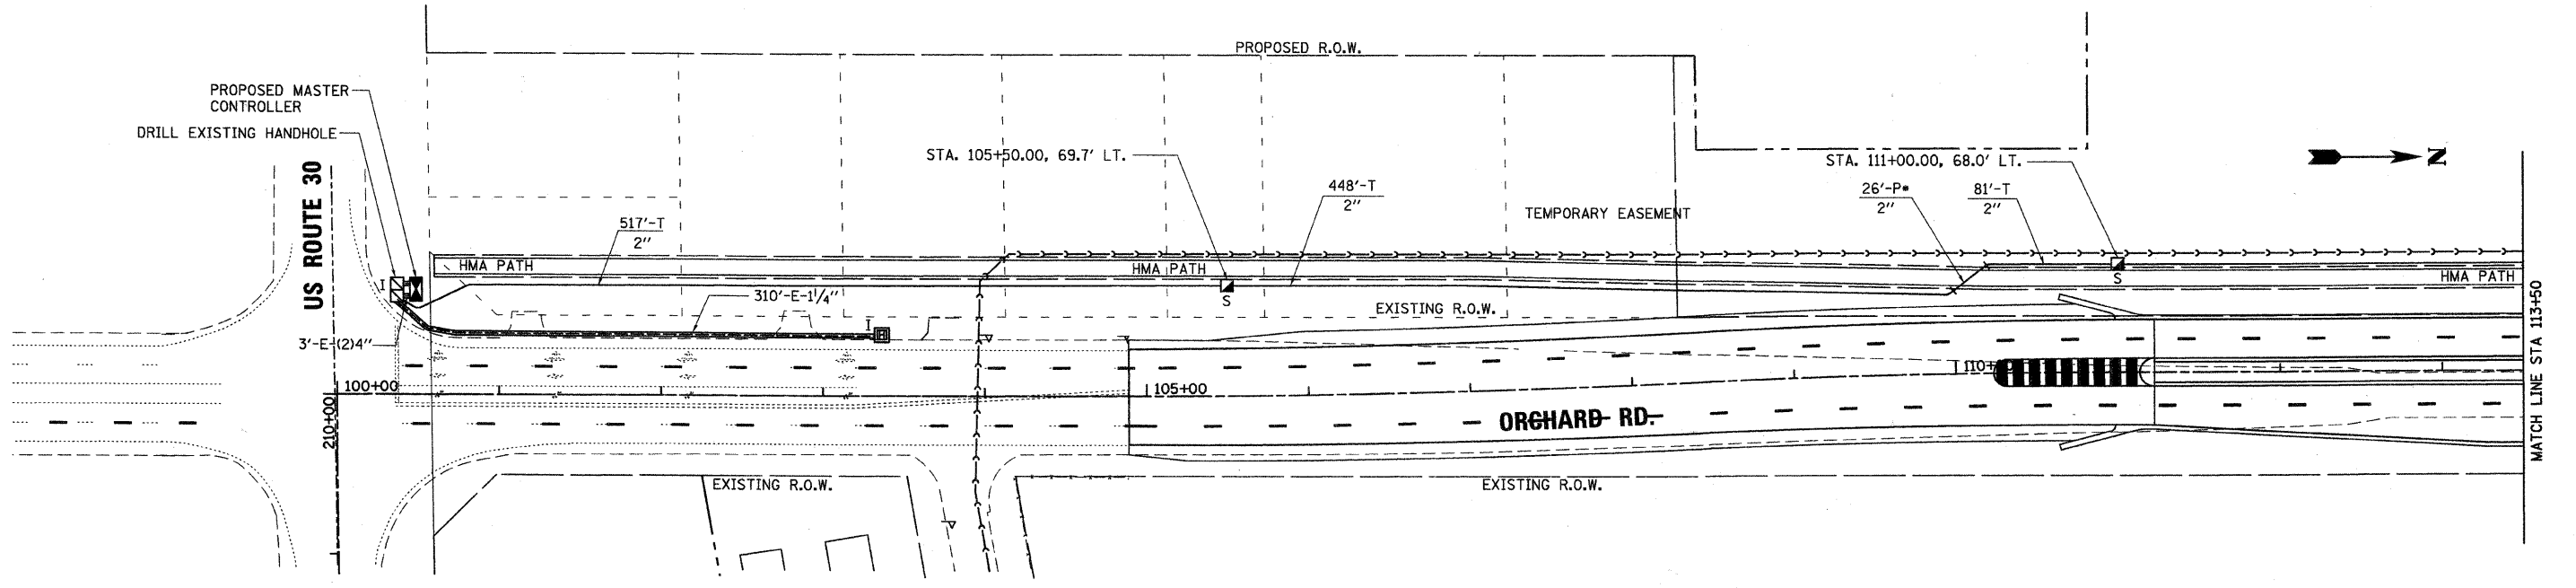 PROPOSED R.O.W.
PROPOSED MASTER
CONTROLLER
DRILL EXISTING HANDHOLE
US ROUTE 30
STA. 105+50.00, 69.7' LT.
STA. 111+00.00, 68.0' LT.
N
448'-T
2"
26'-P*
2"
81'-T
2"
517'-T
2"
TEMPORARY EASEMENT
HMA PATH
HMA PATH
HMA PATH
I
S
S
310'-E-1¼"
I
EXISTING R.O.W.
3'-E-(2)4"
100+00
105+00
110+
210+00
ORCHARD RD.
MATCH LINE STA 113+50
EXISTING R.O.W.
EXISTING R.O.W.